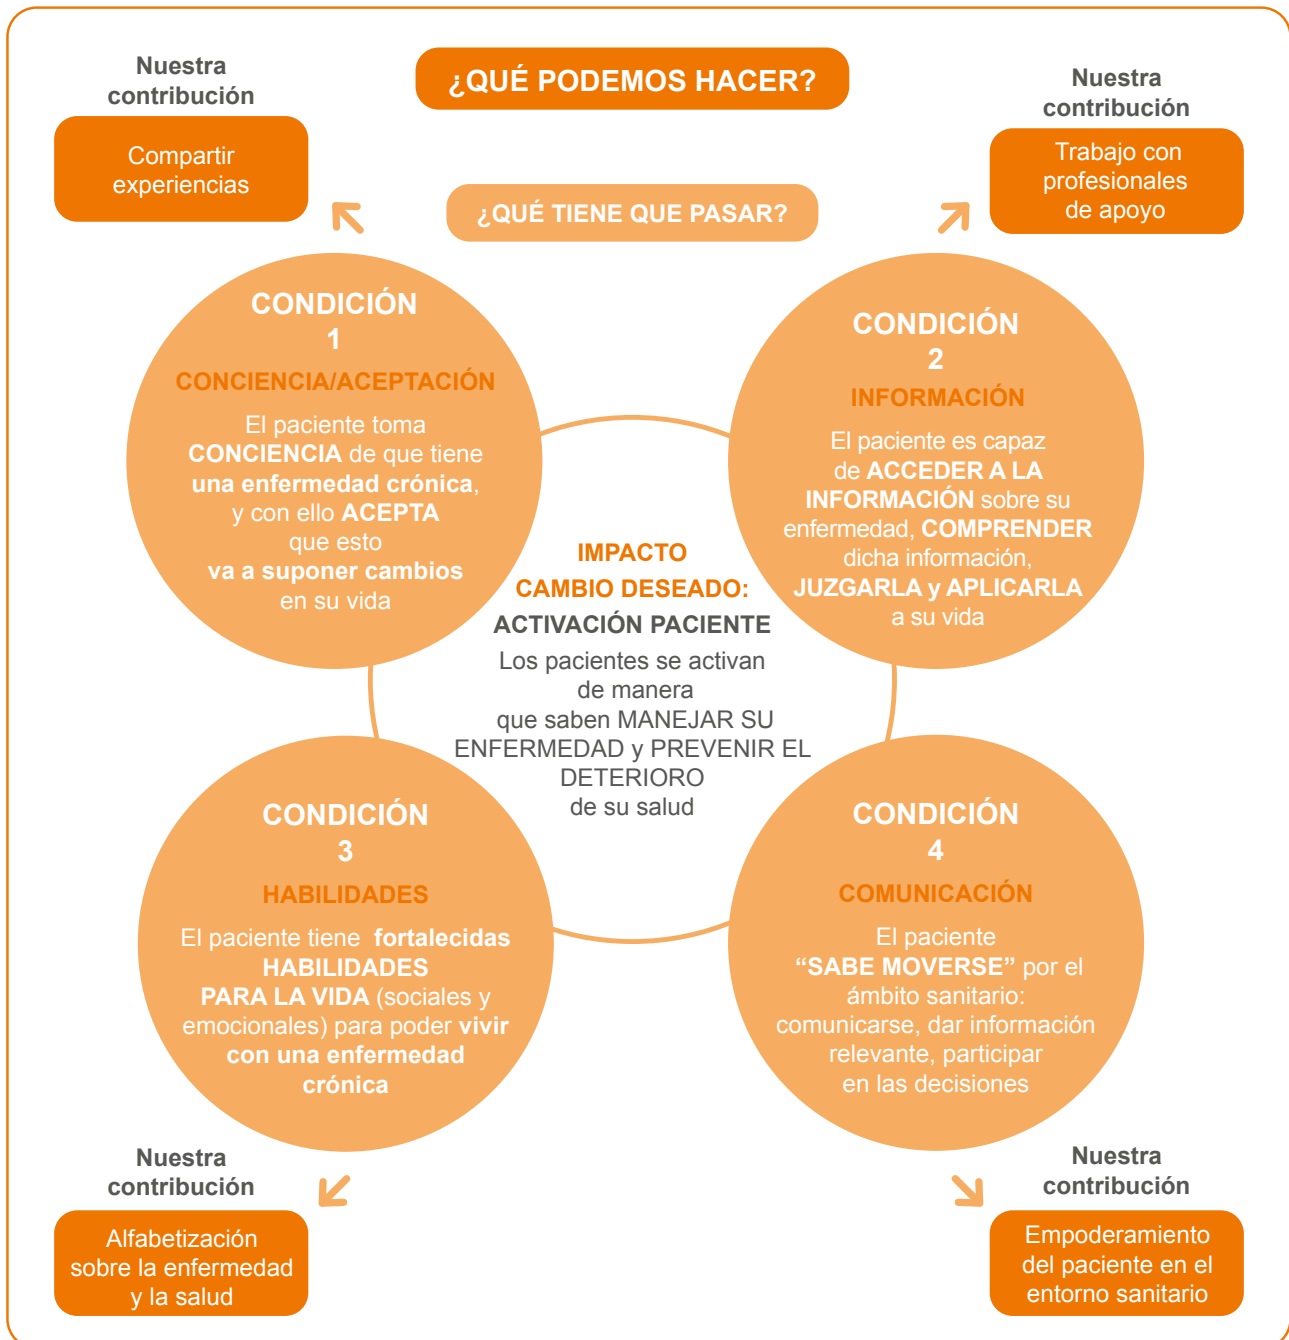 ¿QUÉ PODEMOS HACER?
¿QUÉ TIENE QUE PASAR?
Nuestra
contribución
Compartir
experiencias
Nuestra
contribución
Trabajo con
profesionales
de apoyo
CONDICIÓN
1
CONCIENCIA/ACEPTACIÓN
El paciente toma
CONCIENCIA de que tiene
una enfermedad crónica,
y con ello ACEPTA
que esto
va a suponer cambios
en su vida
CONDICIÓN
2
INFORMACIÓN
El paciente es capaz
de ACCEDER A LA
INFORMACIÓN sobre su
enfermedad, COMPRENDER
dicha información,
JUZGARLA y APLICARLA
a su vida
IMPACTO
CAMBIO DESEADO:
ACTIVACIÓN PACIENTE
Los pacientes se activan
de manera
que saben MANEJAR SU
ENFERMEDAD y PREVENIR EL
DETERIORO
de su salud
CONDICIÓN
3
HABILIDADES
El paciente tiene fortalecidas
HABILIDADES
PARA LA VIDA (sociales y
emocionales) para poder vivir
con una enfermedad
crónica
CONDICIÓN
4
COMUNICACIÓN
El paciente
“SABE MOVERSE” por el
ámbito sanitario:
comunicarse, dar información
relevante, participar
en las decisiones
Nuestra
contribución
Alfabetización
sobre la enfermedad
y la salud
Nuestra
contribución
Empoderamiento
del paciente en el
entorno sanitario